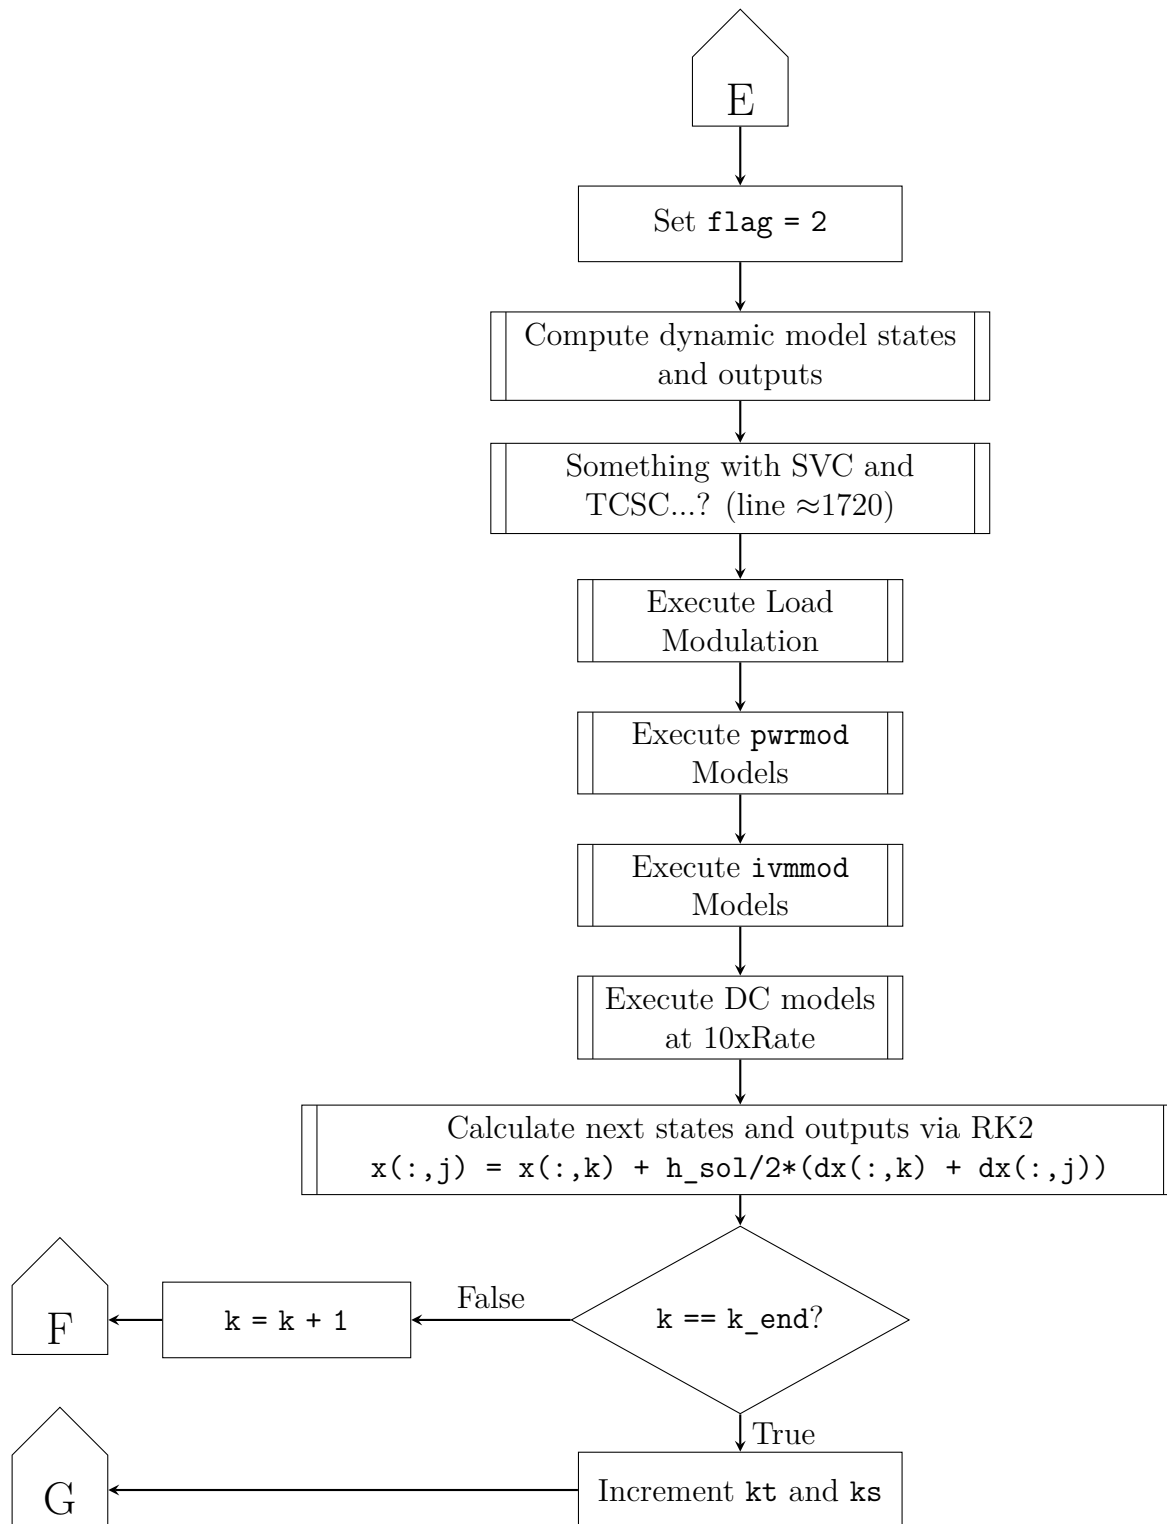 E
Set flag = 2
Compute dynamic model states
and outputs
Something with SVC and
TCSC...? (line ≈1720)
Execute Load
Modulation
Execute pwrmod
Models
Execute ivmmod
Models
Execute DC models
at 10xRate
Calculate next states and outputs via RK2
x(:,j) = x(:,k) + h_sol/2*(dx(:,k) + dx(:,j))
F
k = k + 1
False
k == k_end?
True
G
Increment kt and ks